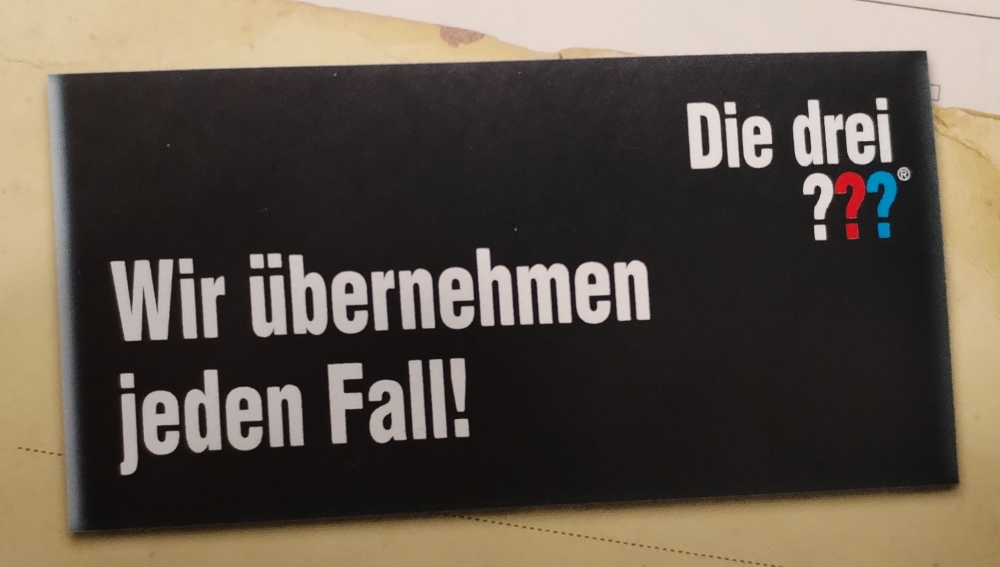 Die drei
???®
Wir übernehmen
jeden Fall!